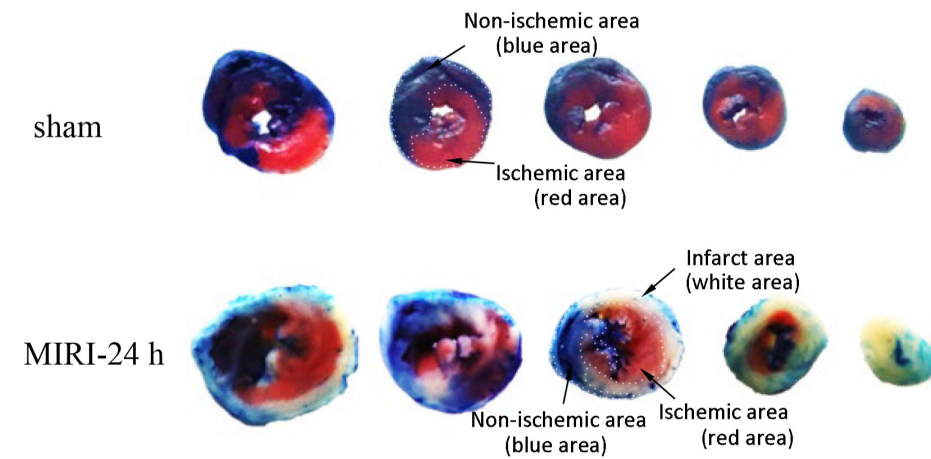 Non-ischemic area
(blue area)
sham
Ischemic area
(red area)
Infarct area
(white area)
MIRI-24 h
Non-ischemic area
(blue area)
Ischemic area
(red area)